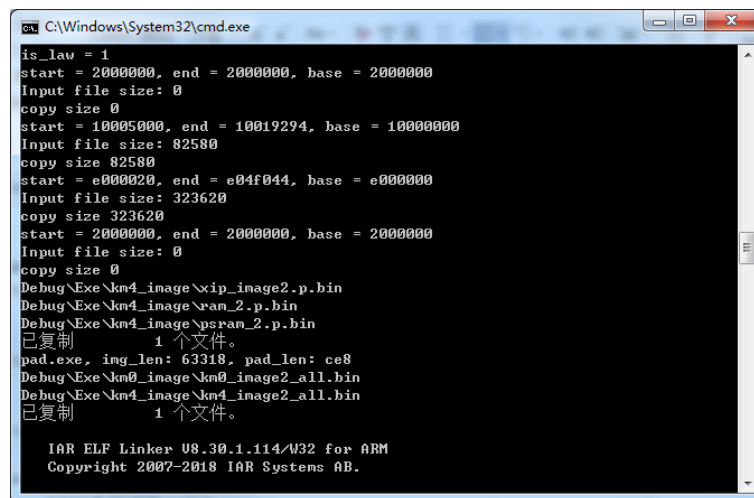 C:\Windows\System32\cmd.exe
is_law = 1
start = 2000000, end = 2000000, base = 2000000
Input file size: 0
copy size 0
start = 10005000, end = 10019294, base = 10000000
Input file size: 82580
copy size 82580
start = e000020, end = e04f044, base = e000000
Input file size: 323620
copy size 323620
start = 2000000, end = 2000000, base = 2000000
Input file size: 0
copy size 0
Debug\Exe\km4_image\xip_image2.p.bin
Debug\Exe\km4_image\ram_2.p.bin
Debug\Exe\km4_image\psram_2.p.bin
已复制         1 个文件。
pad.exe, img_len: 63318, pad_len: ce8
Debug\Exe\km0_image\km0_image2_all.bin
Debug\Exe\km4_image\km4_image2_all.bin
已复制         1 个文件。
IAR ELF Linker V8.30.1.114/W32 for ARM
Copyright 2007-2018 IAR Systems AB.